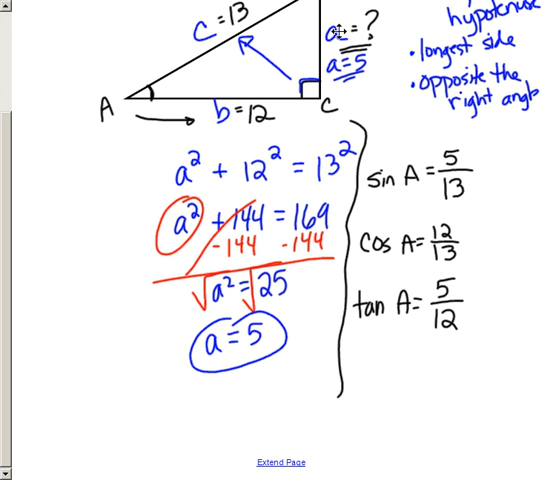 c = 13
a = ?
a = 5
hypotenuse
• longest side
• opposite the
right angle
A
b = 12
C
a² + 12² = 13²
a² + 144 = 169
-144 -144
√a² = √25
a = 5
sin A = 5/13
cos A = 12/13
tan A = 5/12
Extend Page